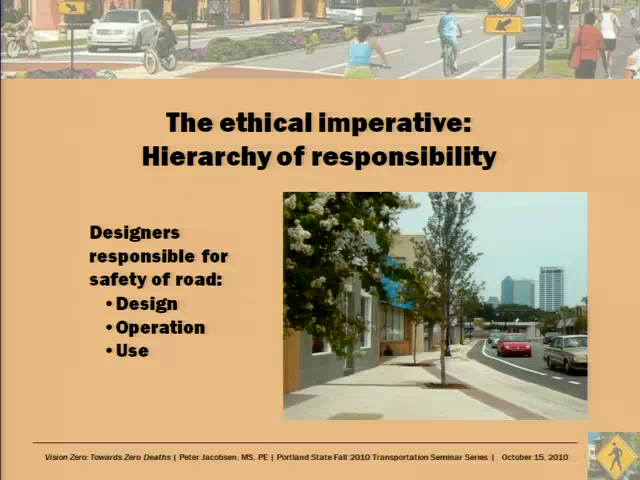 The ethical imperative:
Hierarchy of responsibility
Designers
responsible for
safety of road:
•Design
•Operation
•Use
Vision Zero: Towards Zero Deaths | Peter Jacobsen, MS, PE | Portland State Fall 2010 Transportation Seminar Series | October 15, 2010